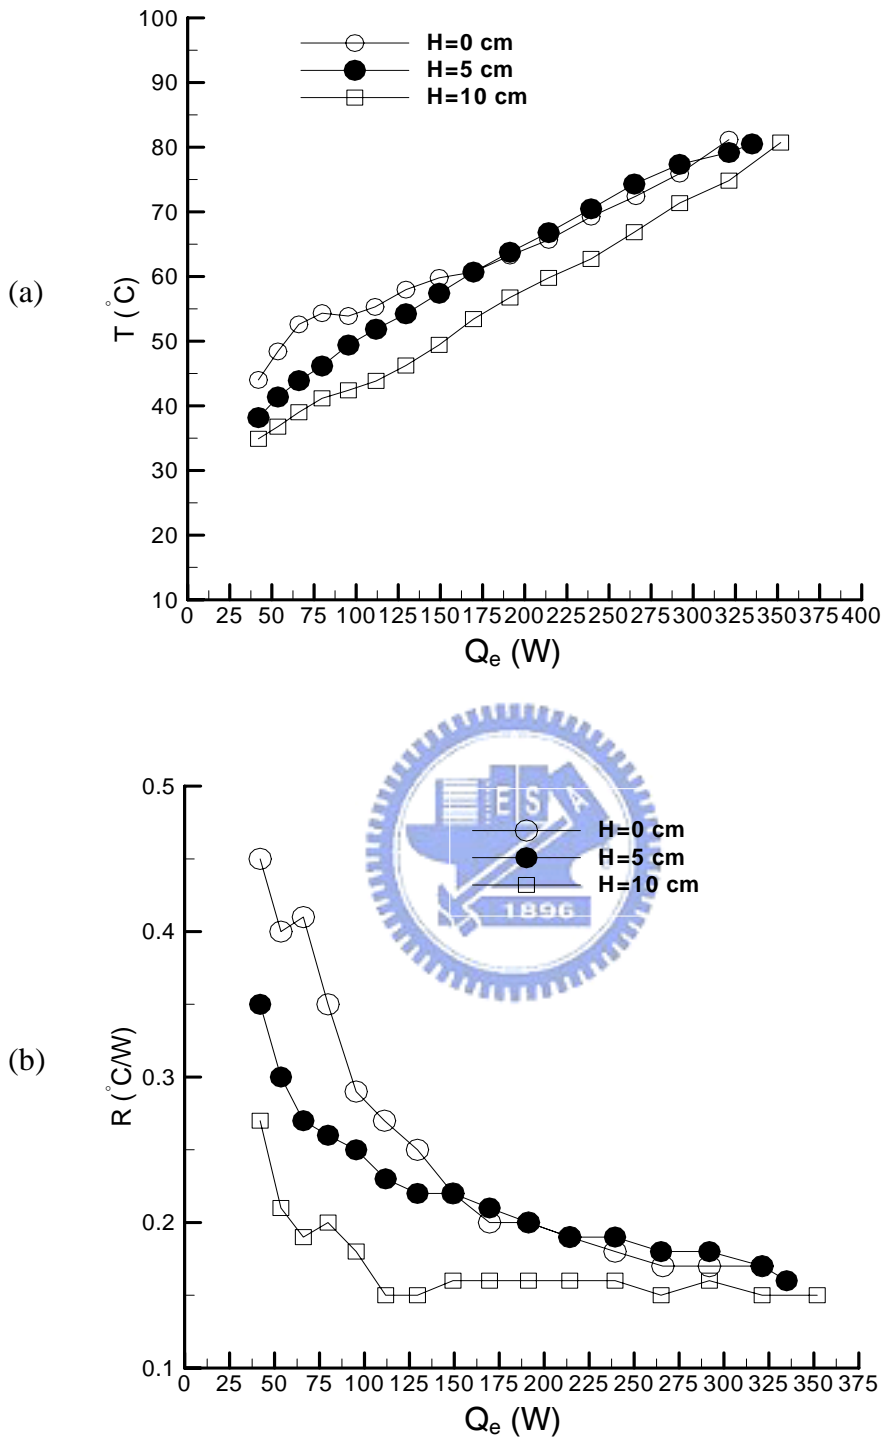 100
90
80
70
60
50
40
30
20
10
T (°C)
H=0 cm
H=5 cm
H=10 cm
(a)
0 25 50 75 100 125 150 175 200 225 250 275 300 325 350 375 400
Qe (W)
ESA
1896
0.5
0.4
0.3
0.2
0.1
R (°C/W)
H=0 cm
H=5 cm
H=10 cm
(b)
0 25 50 75 100 125 150 175 200 225 250 275 300 325 350 375
Qe (W)